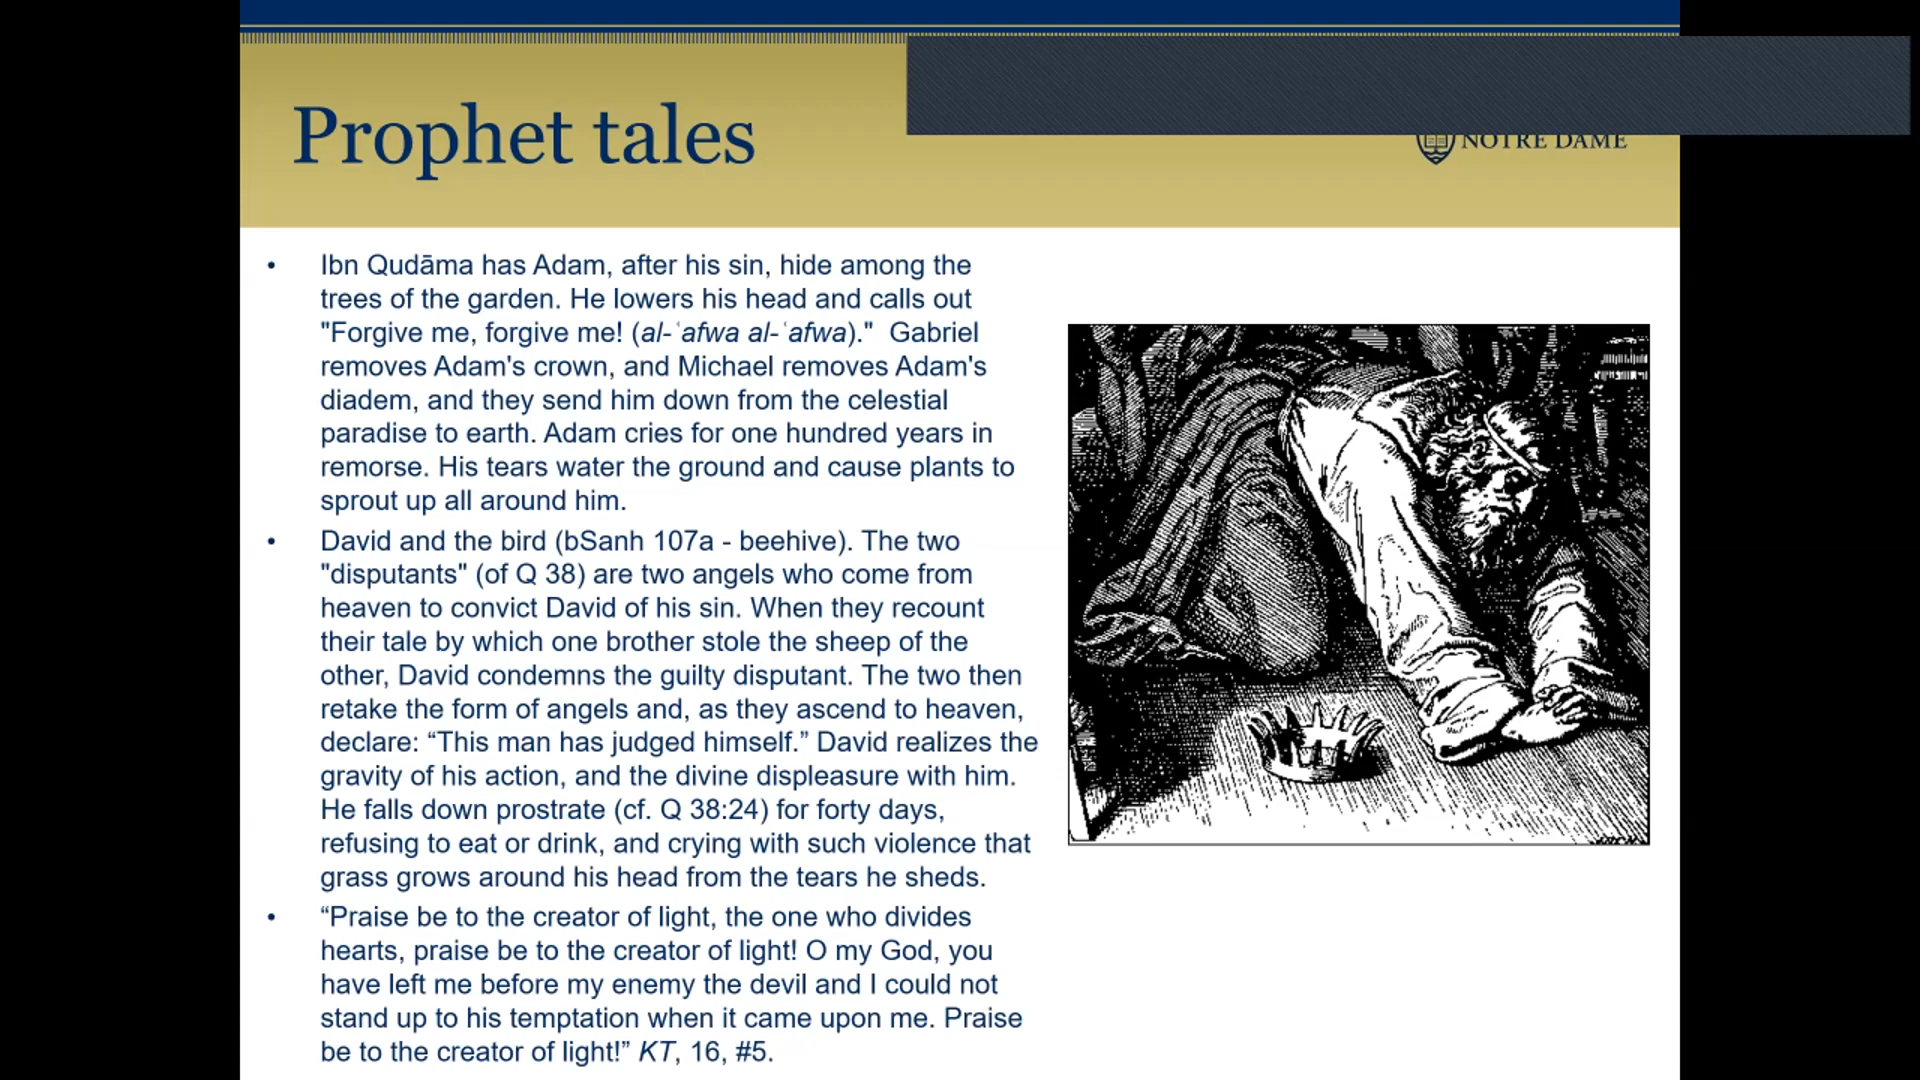 Prophet tales
NOTRE DAME
• Ibn Qudāma has Adam, after his sin, hide among the
trees of the garden. He lowers his head and calls out
"Forgive me, forgive me! (al-ʿafwa al-ʿafwa)."  Gabriel
removes Adam's crown, and Michael removes Adam's
diadem, and they send him down from the celestial
paradise to earth. Adam cries for one hundred years in
remorse. His tears water the ground and cause plants to
sprout up all around him.
• David and the bird (bSanh 107a - beehive). The two
"disputants" (of Q 38) are two angels who come from
heaven to convict David of his sin. When they recount
their tale by which one brother stole the sheep of the
other, David condemns the guilty disputant. The two then
retake the form of angels and, as they ascend to heaven,
declare: “This man has judged himself.” David realizes the
gravity of his action, and the divine displeasure with him.
He falls down prostrate (cf. Q 38:24) for forty days,
refusing to eat or drink, and crying with such violence that
grass grows around his head from the tears he sheds.
• “Praise be to the creator of light, the one who divides
hearts, praise be to the creator of light! O my God, you
have left me before my enemy the devil and I could not
stand up to his temptation when it came upon me. Praise
be to the creator of light!” KT, 16, #5.